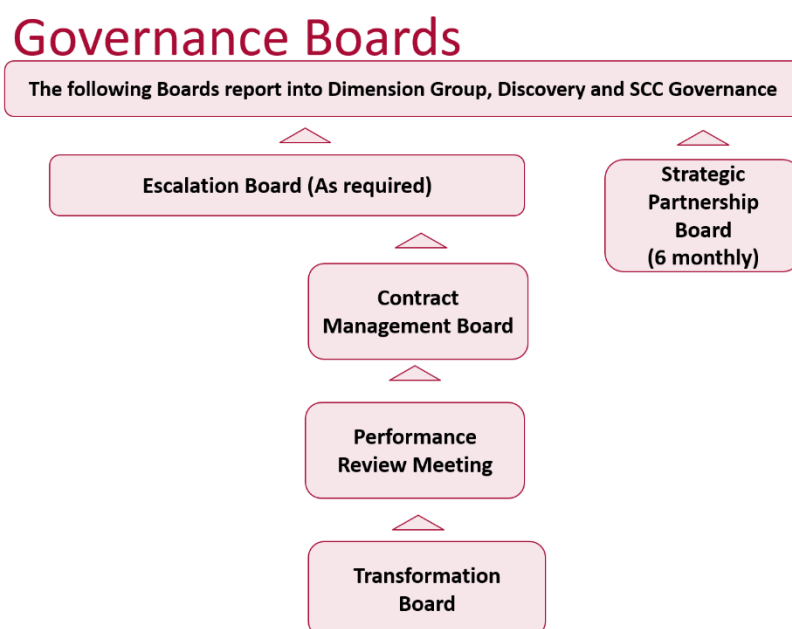 Governance Boards
The following Boards report into Dimension Group, Discovery and SCC Governance
Escalation Board (As required)
Strategic
Partnership
Board
(6 monthly)
Contract
Management Board
Performance
Review Meeting
Transformation
Board